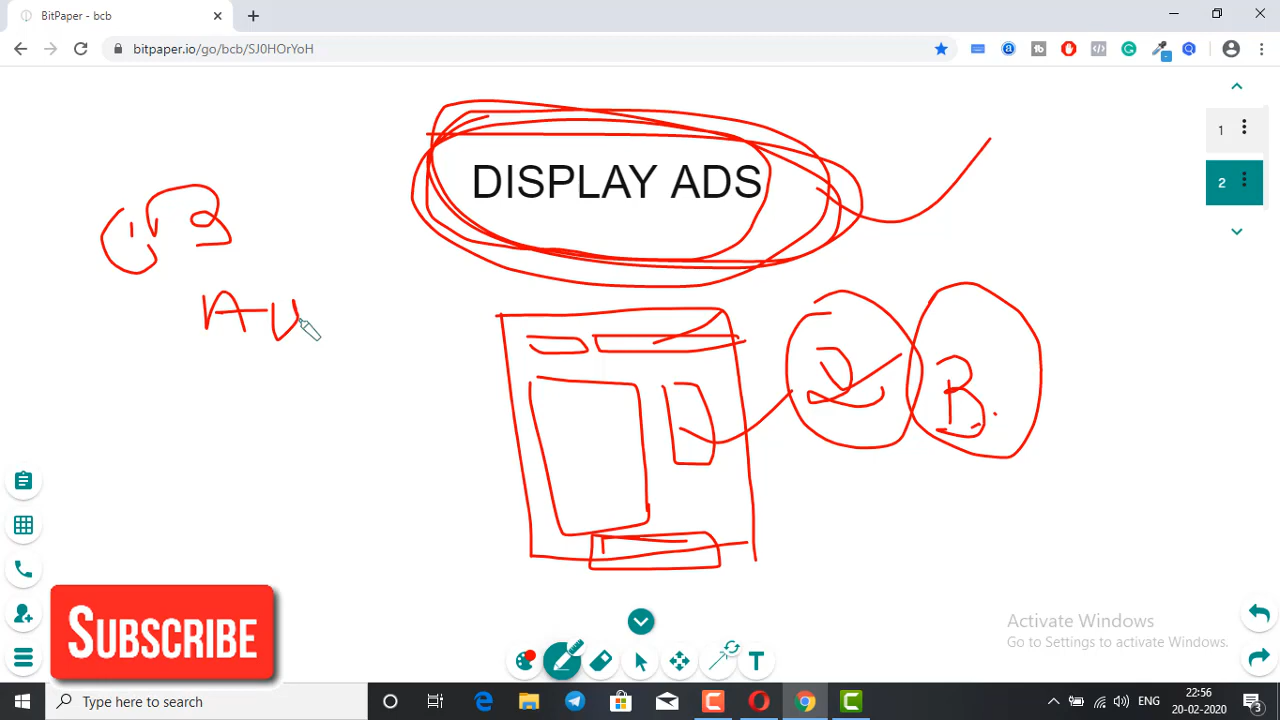 BitPaper - bcb
bitpaper.io/go/bcb/SJ0HOrYoH
1
2
DISPLAY ADS
D
B.
SUBSCRIBE
Activate Windows
Go to Settings to activate Windows.
T
Type here to search
ENG
22:56
20-02-2020
3